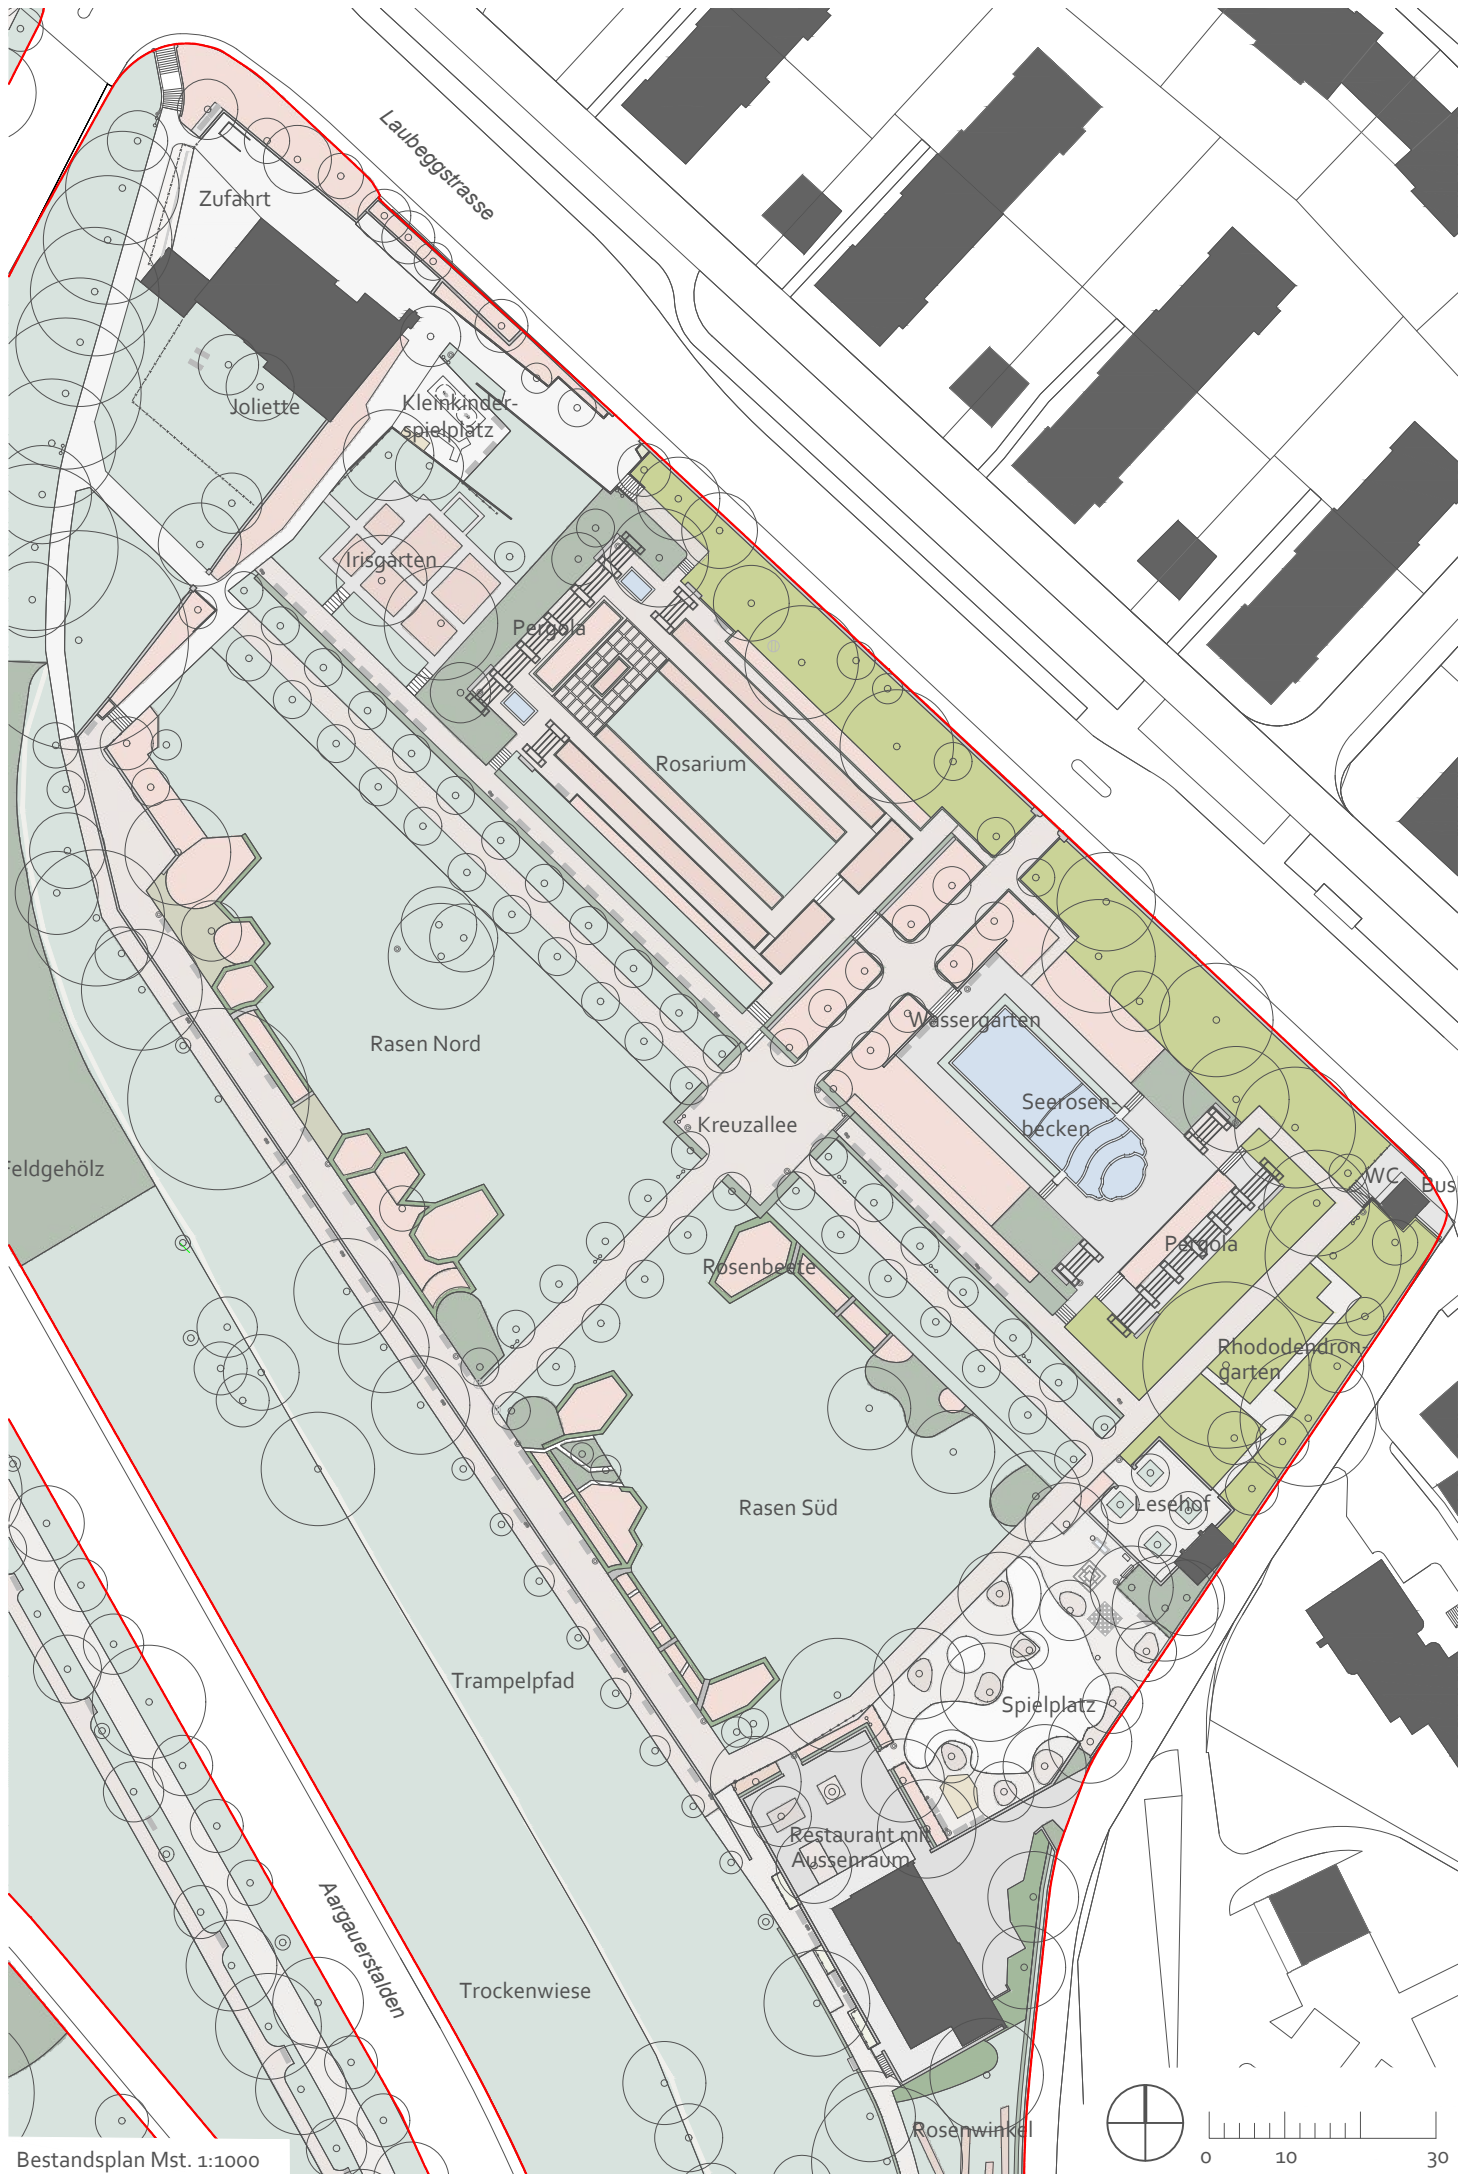 Laubeggstrasse
Zufahrt
Joliette
Kleinkinder-
spielplatz
Irisgarten
Pergola
Rosarium
Rasen Nord
Wassergarten
Seerosen-
becken
Kreuzallee
Feldgehölz
WC
Bus
Pergola
Rosenbeete
Rhododendron-
garten
Lesehof
Rasen Süd
Trampelpfad
Spielplatz
Restaurant mit
Aussenraum
Aargauerstalden
Trockenwiese
Rosenwinkel
0 10 30
Bestandsplan Mst. 1:1000